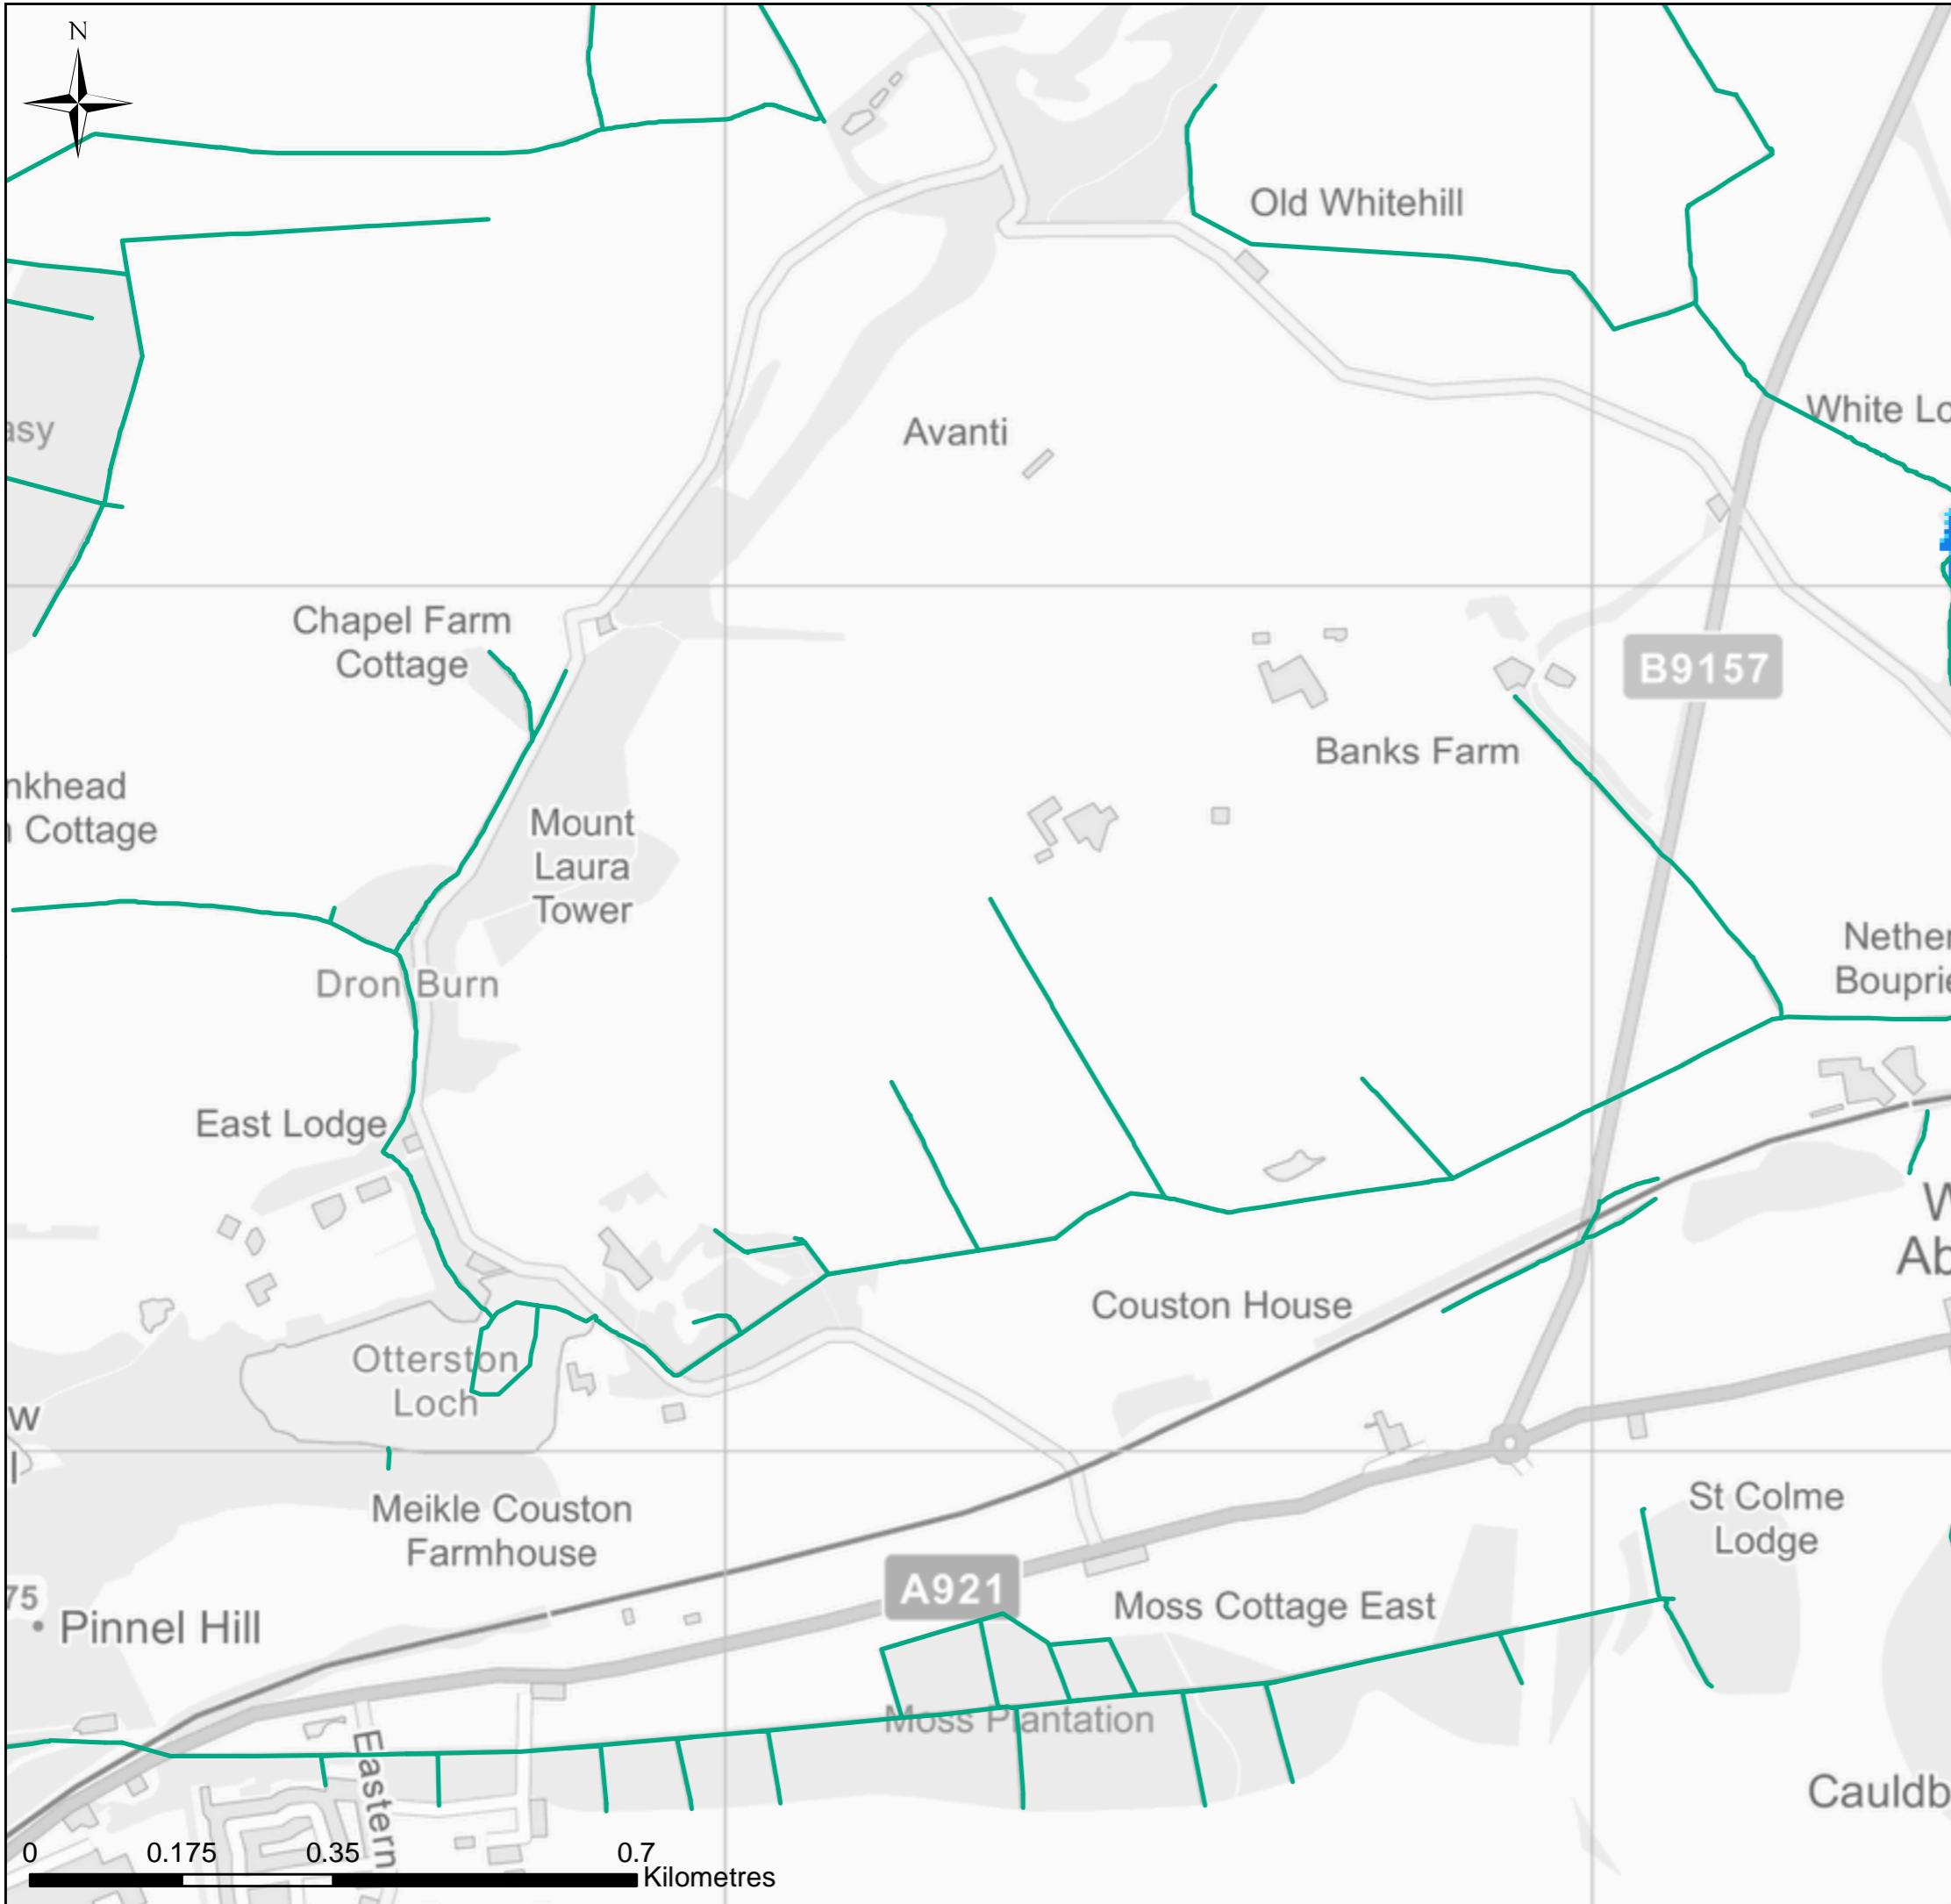 N
Old Whitehill
White Lo
Avanti
asy
Chapel Farm
Cottage
B9157
Banks Farm
nkhead
n Cottage
Mount
Laura
Tower
Nether
Bouprie
Dron Burn
East Lodge
W
Ab
Couston House
Otterston
Loch
w
l
St Colme
Lodge
Meikle Couston
Farmhouse
A921
75
Pinnel Hill
Moss Cottage East
Moss Plantation
Eastern
Cauldb
0 0.175 0.35 0.7
Kilometres